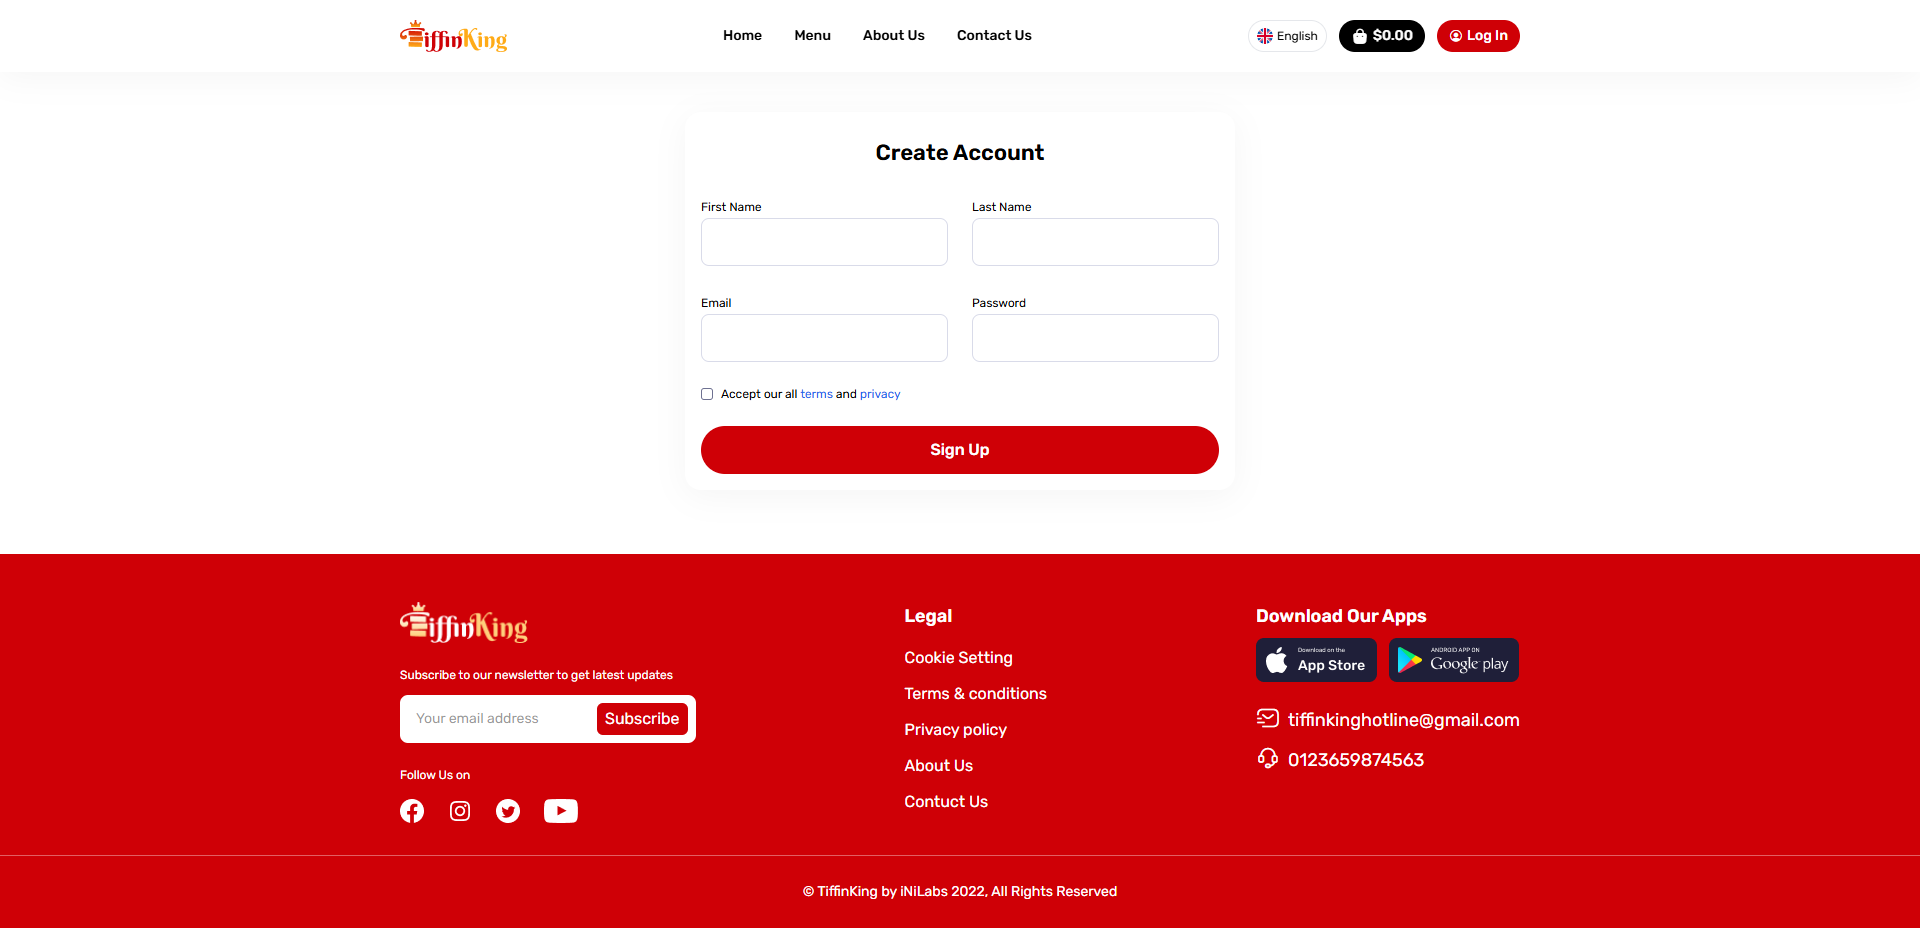 TiffinKing
Home Menu About Us Contact Us
English $0.00 Log In
Create Account
First Name Last Name
Email Password
Accept our all terms and privacy
Sign Up
TiffinKing
Subscribe to our newsletter to get latest updates
Your email address Subscribe
Follow Us on
Legal
Cookie Setting
Terms & conditions
Privacy policy
About Us
Contuct Us
Download Our Apps
Download on the
App Store
ANDROID APP ON
Google play
tiffinkinghotline@gmail.com
0123659874563
© TiffinKing by iNiLabs 2022, All Rights Reserved